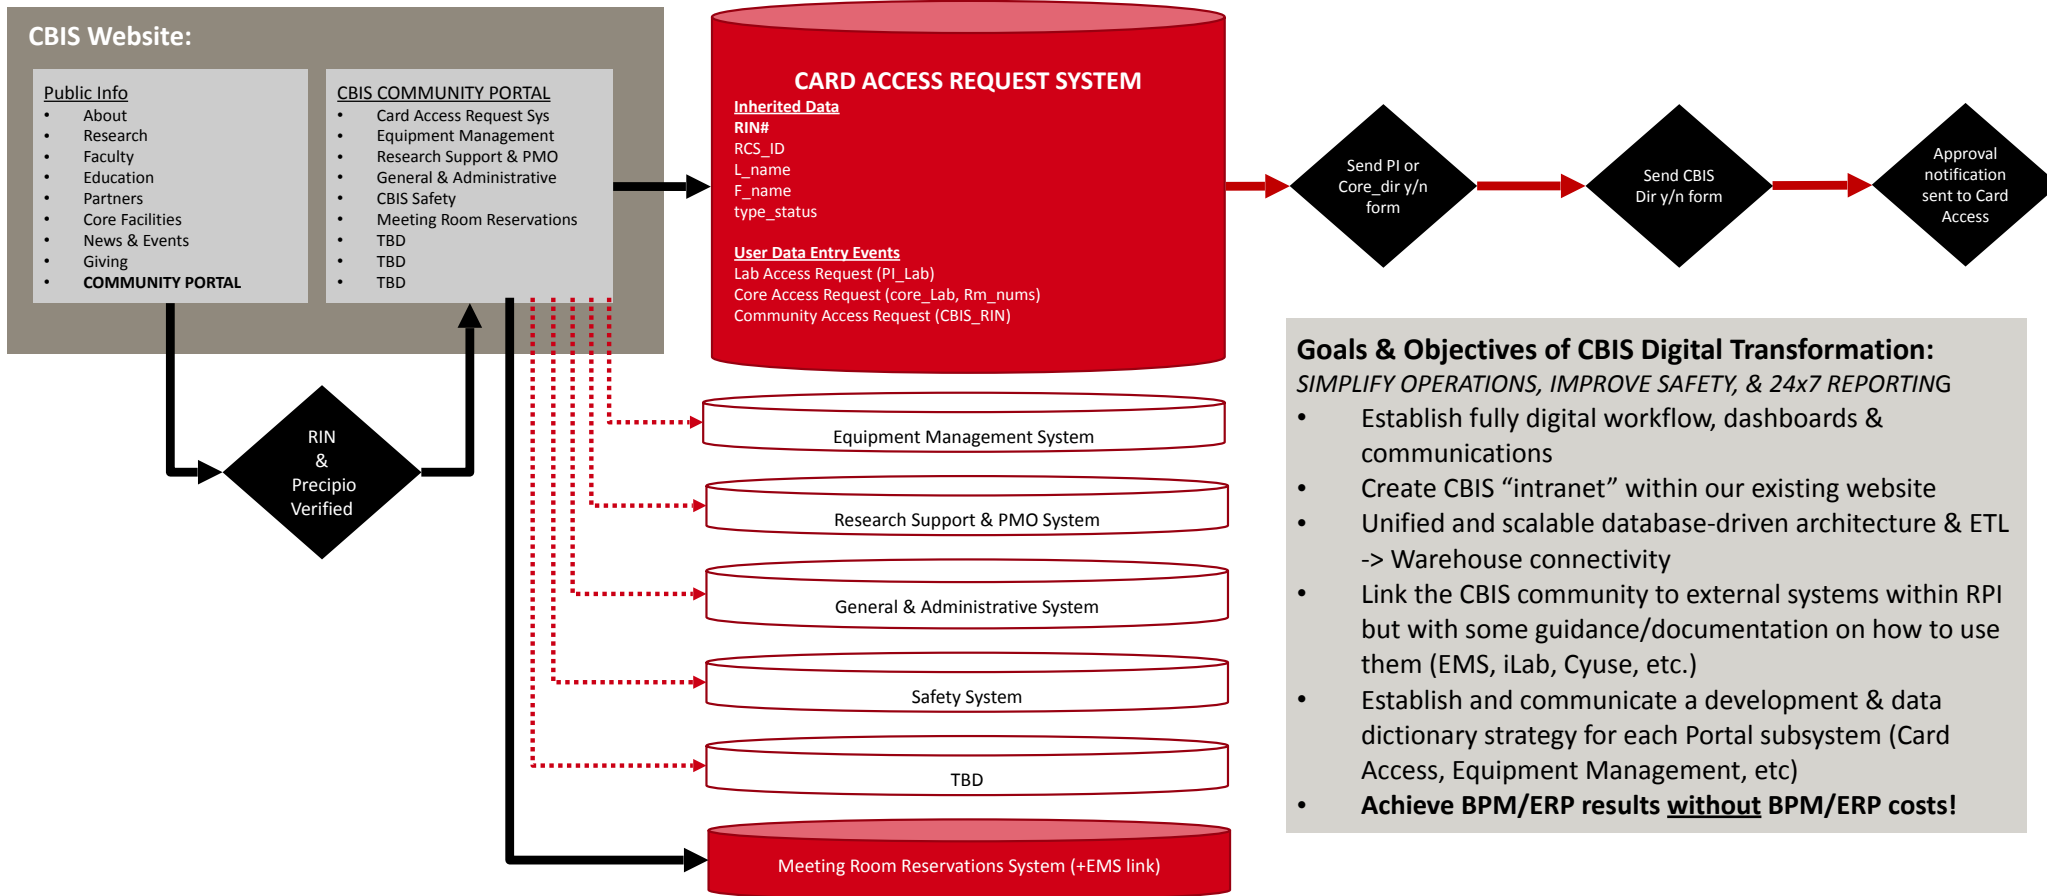 CBIS Website:
Public Info
• About
• Research
• Faculty
• Education
• Partners
• Core Facilities
• News & Events
• Giving
• COMMUNITY PORTAL
CBIS COMMUNITY PORTAL
• Card Access Request Sys
• Equipment Management
• Research Support & PMO
• General & Administrative
• CBIS Safety
• Meeting Room Reservations
• TBD
• TBD
• TBD
RIN
&
Precipio
Verified
CARD ACCESS REQUEST SYSTEM
Inherited Data
RIN#
RCS_ID
L_name
F_name
type_status
User Data Entry Events
Lab Access Request (PI_Lab)
Core Access Request (core_Lab, Rm_nums)
Community Access Request (CBIS_RIN)
Send PI or
Core_dir y/n
form
Send CBIS
Dir y/n form
Approval
notification
sent to Card
Access
Equipment Management System
Research Support & PMO System
General & Administrative System
Safety System
TBD
Meeting Room Reservations System (+EMS link)
Goals & Objectives of CBIS Digital Transformation:
SIMPLIFY OPERATIONS, IMPROVE SAFETY, & 24x7 REPORTING
• Establish fully digital workflow, dashboards &
communications
• Create CBIS “intranet” within our existing website
• Unified and scalable database-driven architecture & ETL
-> Warehouse connectivity
• Link the CBIS community to external systems within RPI
but with some guidance/documentation on how to use
them (EMS, iLab, Cyuse, etc.)
• Establish and communicate a development & data
dictionary strategy for each Portal subsystem (Card
Access, Equipment Management, etc)
• Achieve BPM/ERP results without BPM/ERP costs!